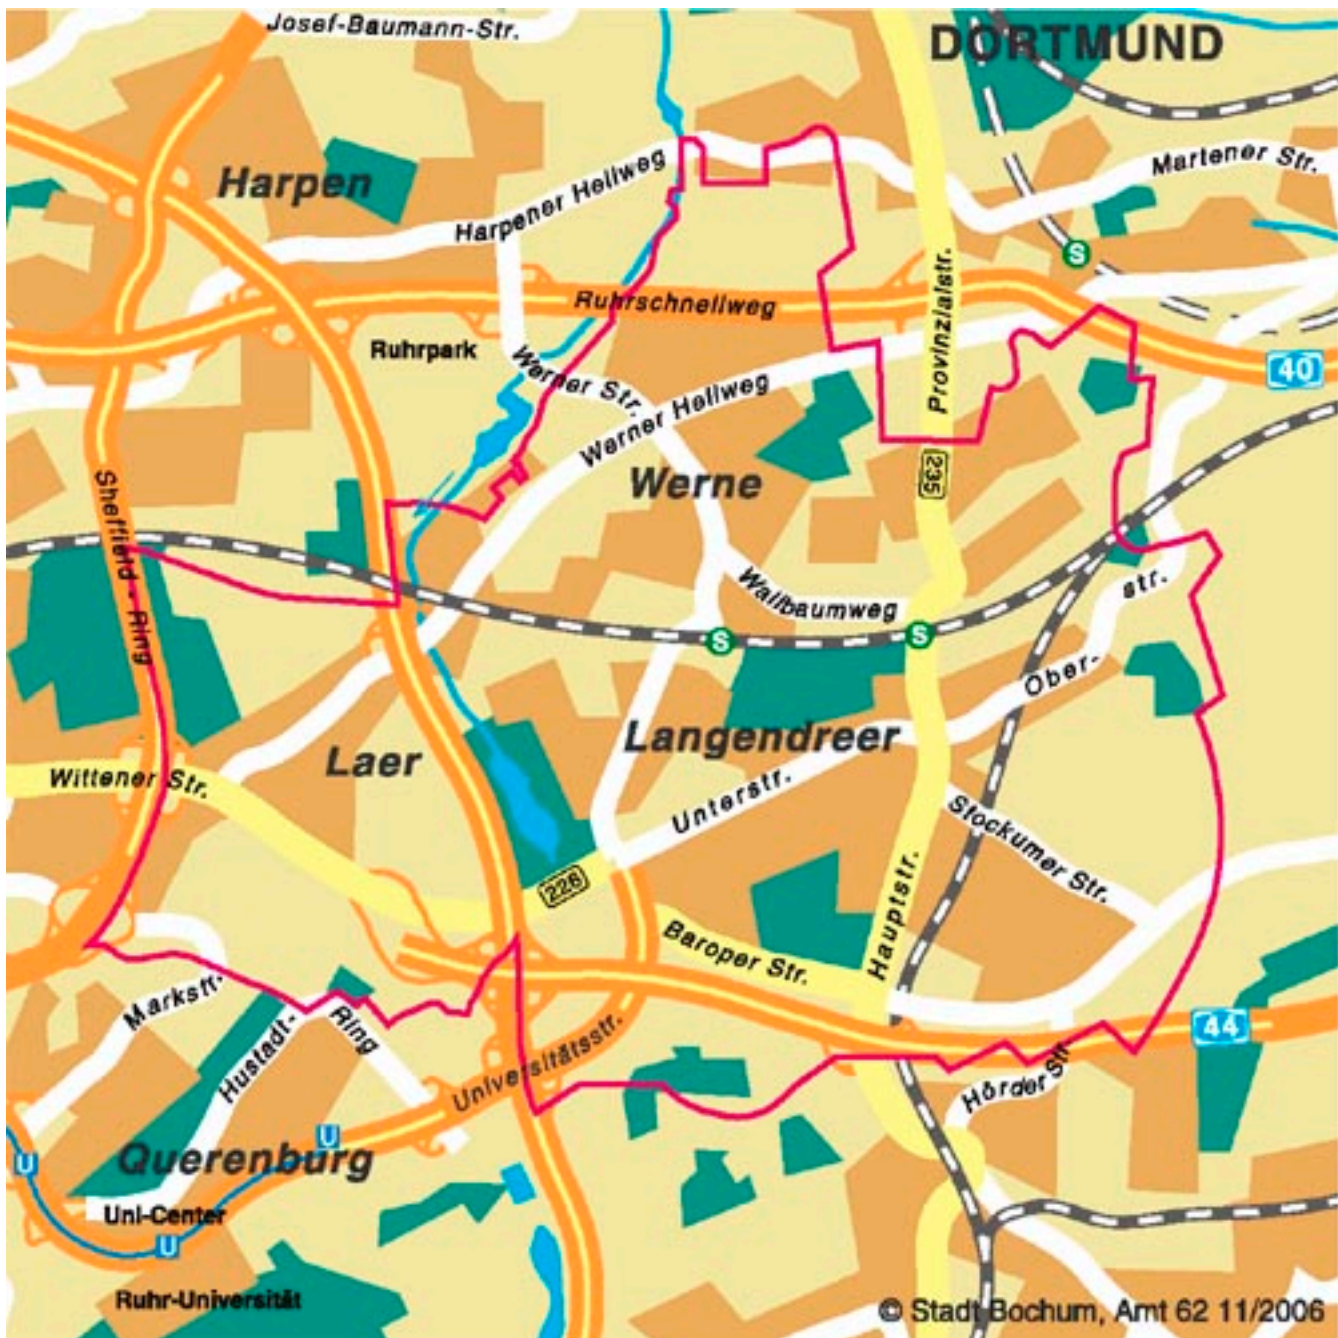 Josef-Baumann-Str.
DORTMUND
Harpen
Harpener Hellweg
Martener Str.
S
Ruhrschnellweg
Provinzialstr.
Ruhrpark
Werner Str.
Werner Hellweg
40
Werne
235
Sheffield-Ring
Wallbaumweg
str.
S
S
Ober-
Langendreer
Laer
Wittener Str.
Unterstr.
Stockumer Str.
226
Hauptstr.
Baroper Str.
Markstr.
Hustadt-
Ring
44
Universitätsstr.
Hörder Str.
U
U
Querenburg
Uni-Center
U
Ruhr-Universität
© Stadt Bochum, Amt 62 11/2006